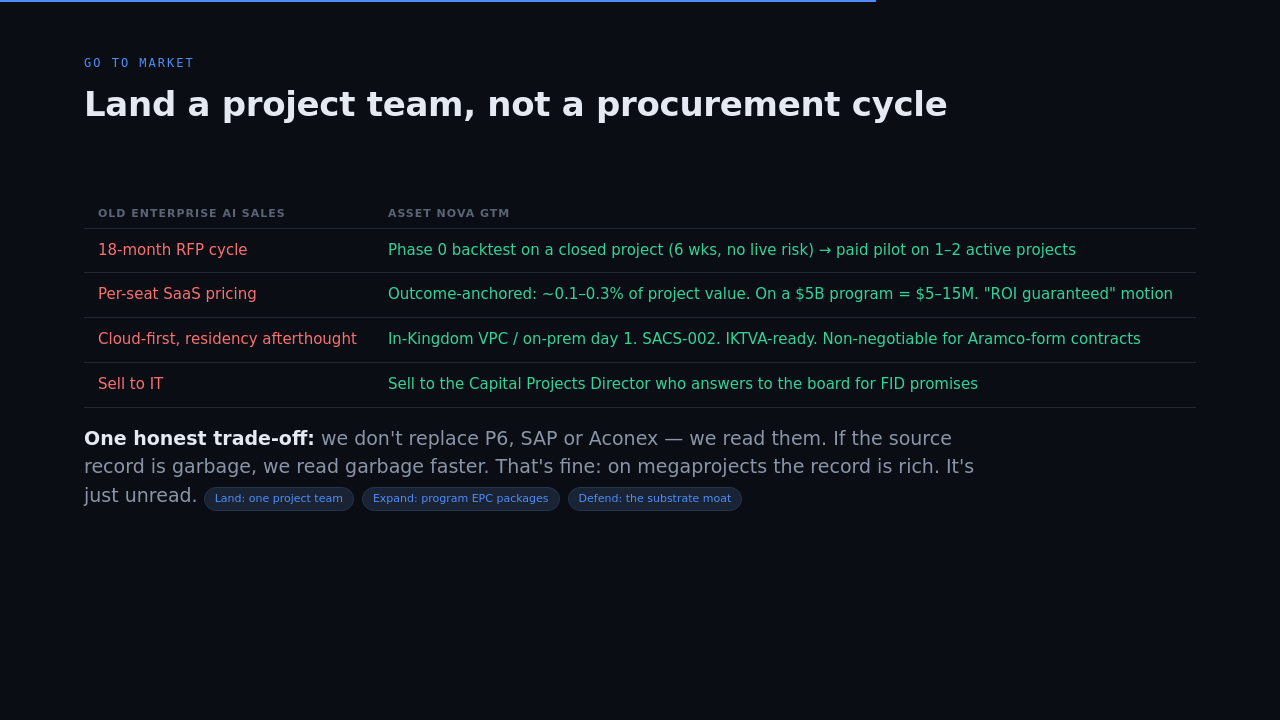 GO TO MARKET
Land a project team, not a procurement cycle
OLD ENTERPRISE AI SALES ASSET NOVA GTM
18-month RFP cycle Phase 0 backtest on a closed project (6 wks, no live risk) → paid pilot on 1–2 active projects
Per-seat SaaS pricing Outcome-anchored: ~0.1–0.3% of project value. On a $5B program = $5–15M. "ROI guaranteed" motion
Cloud-first, residency afterthought In-Kingdom VPC / on-prem day 1. SACS-002. IKTVA-ready. Non-negotiable for Aramco-form contracts
Sell to IT Sell to the Capital Projects Director who answers to the board for FID promises
One honest trade-off: we don't replace P6, SAP or Aconex — we read them. If the source
record is garbage, we read garbage faster. That's fine: on megaprojects the record is rich. It's
just unread. Land: one project team Expand: program EPC packages Defend: the substrate moat